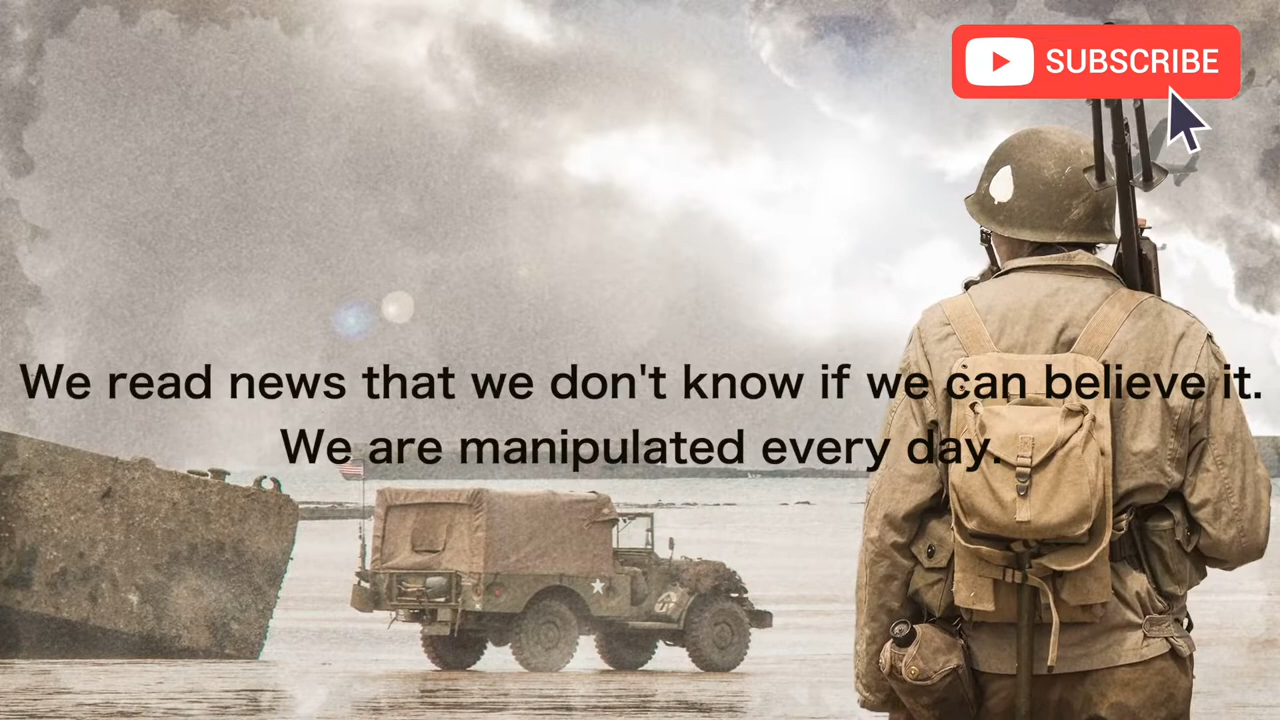 SUBSCRIBE
We read news that we don't know if we can believe it.
We are manipulated every day.